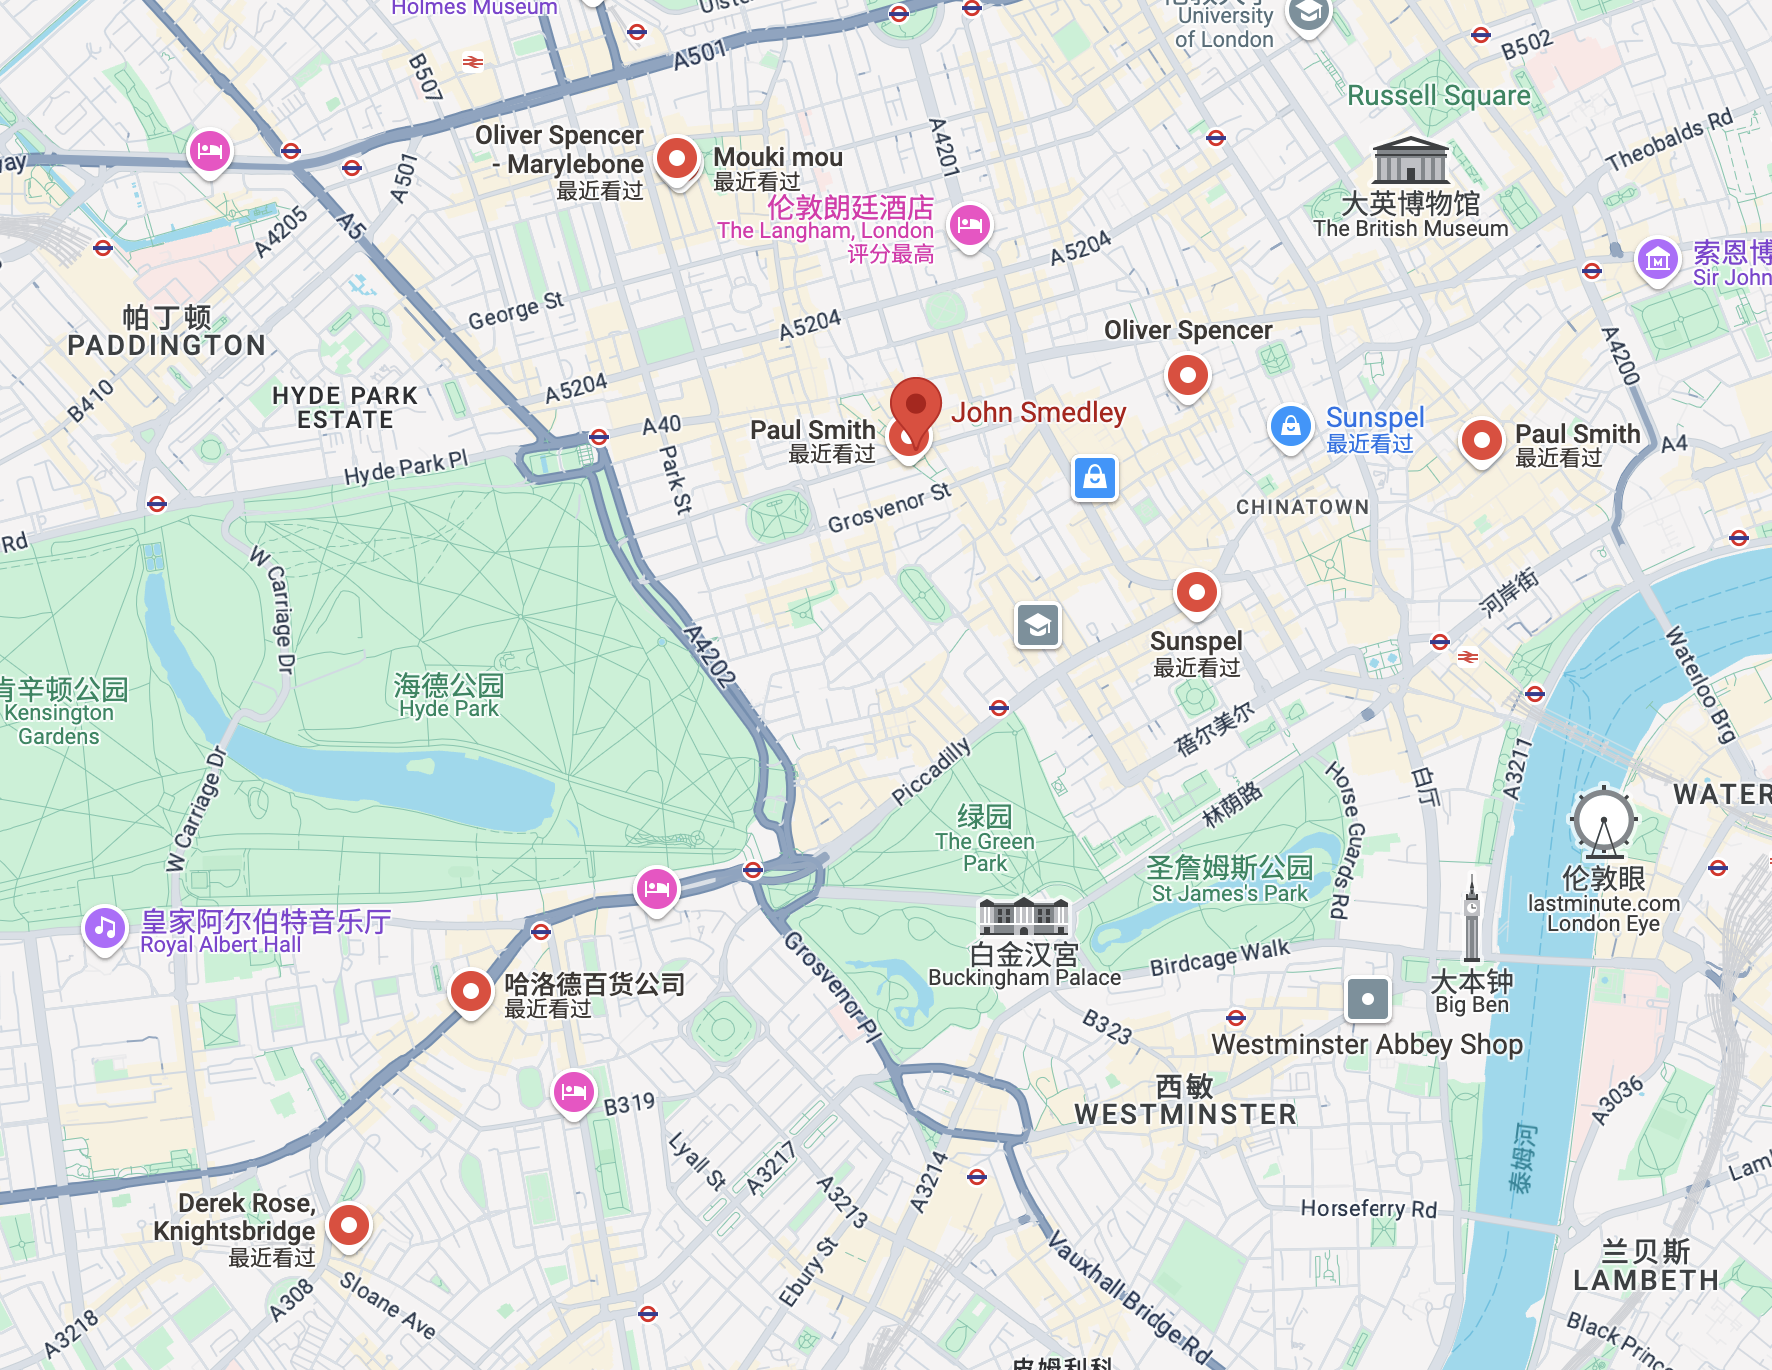 Holmes Museum
B507
A501
University
of London
B502
Russell Square
Theobalds Rd
Oliver Spencer
- Marylebone
最近看过
Mouki mou
最近看过
A501
A4201
大英博物馆
The British Museum
伦敦朗廷酒店
The Langham, London
评分最高
A4205
A5
A5204
索恩博
Sir John
帕丁顿
PADDINGTON
George St
A5204
Oliver Spencer
A4200
B410
HYDE PARK
ESTATE
A5204
A40
Paul Smith
最近看过
John Smedley
Sunspel
最近看过
Paul Smith
最近看过
A4
Hyde Park Pl
Park St
Grosvenor St
CHINATOWN
Rd
W Carriage Dr
河岸街
A4202
Sunspel
最近看过
Waterloo Brg
肯辛顿公园
Kensington
Gardens
海德公园
Hyde Park
蓓尔美尔
A3211
W Carriage Dr
Piccadilly
林荫路
Horse Guards Rd
白厅
WATER
绿园
The Green
Park
圣詹姆斯公园
St James's Park
伦敦眼
lastminute.com
London Eye
皇家阿尔伯特音乐厅
Royal Albert Hall
Grosvenor Pl
白金汉宫
Buckingham Palace
Birdcage Walk
大本钟
Big Ben
哈洛德百货公司
最近看过
B323
Westminster Abbey Shop
西敏
WESTMINSTER
B319
A3036
Lyall St
A3217
A3213
A3214
泰姆河
Derek Rose,
Knightsbridge
最近看过
Horseferry Rd
兰贝斯
LAMBETH
Ebury St
Vauxhall Bridge Rd
A308
Sloane Ave
A3218
Black Princ
皮姆利科